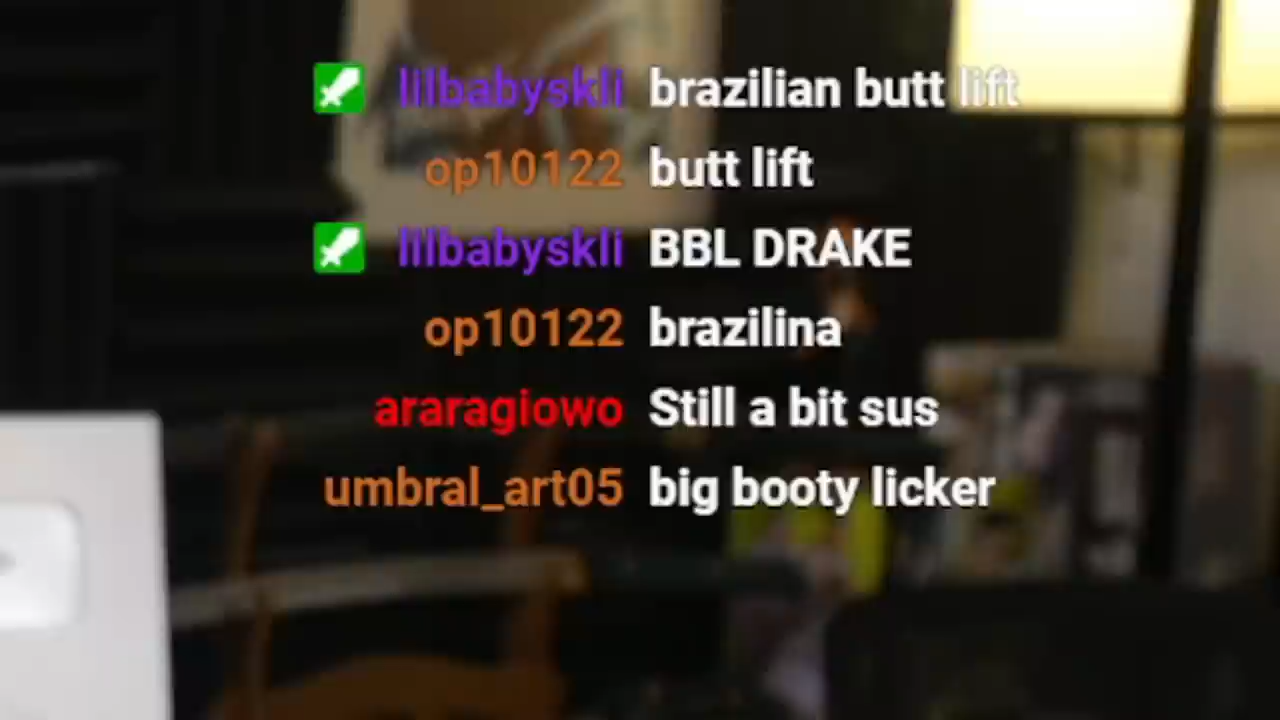 lilbabyskli brazilian butt lift
op10122 butt lift
lilbabyskli BBL DRAKE
op10122 brazilina
araragiowo Still a bit sus
umbral_art05 big booty licker